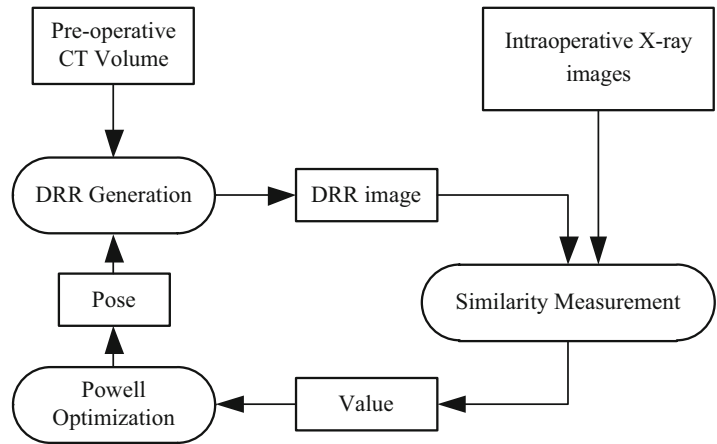 Pre-operative
CT Volume
Intraoperative X-ray
images
DRR Generation
DRR image
Similarity Measurement
Pose
Powell
Optimization
Value